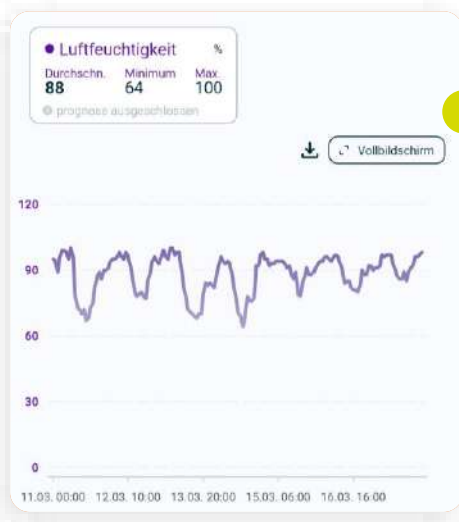 Luftfeuchtigkeit %
Durchschn. Minimum Max.
88 64 100
prognose ausgeschlossen
Vollbildschirm
120
90
60
30
0
11.03. 00:00 12.03. 10:00 13.03. 20:00 15.03. 06:00 16.03. 16:00